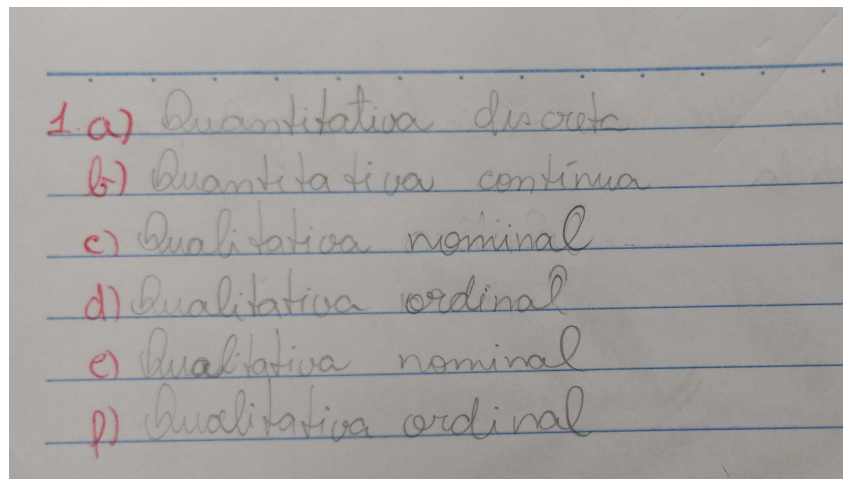 1. a) Quantitativa discreta
b) Quantitativa contínua
c) Qualitativa nominal
d) Qualitativa ordinal
e) Qualitativa nominal
f) Qualitativa ordinal